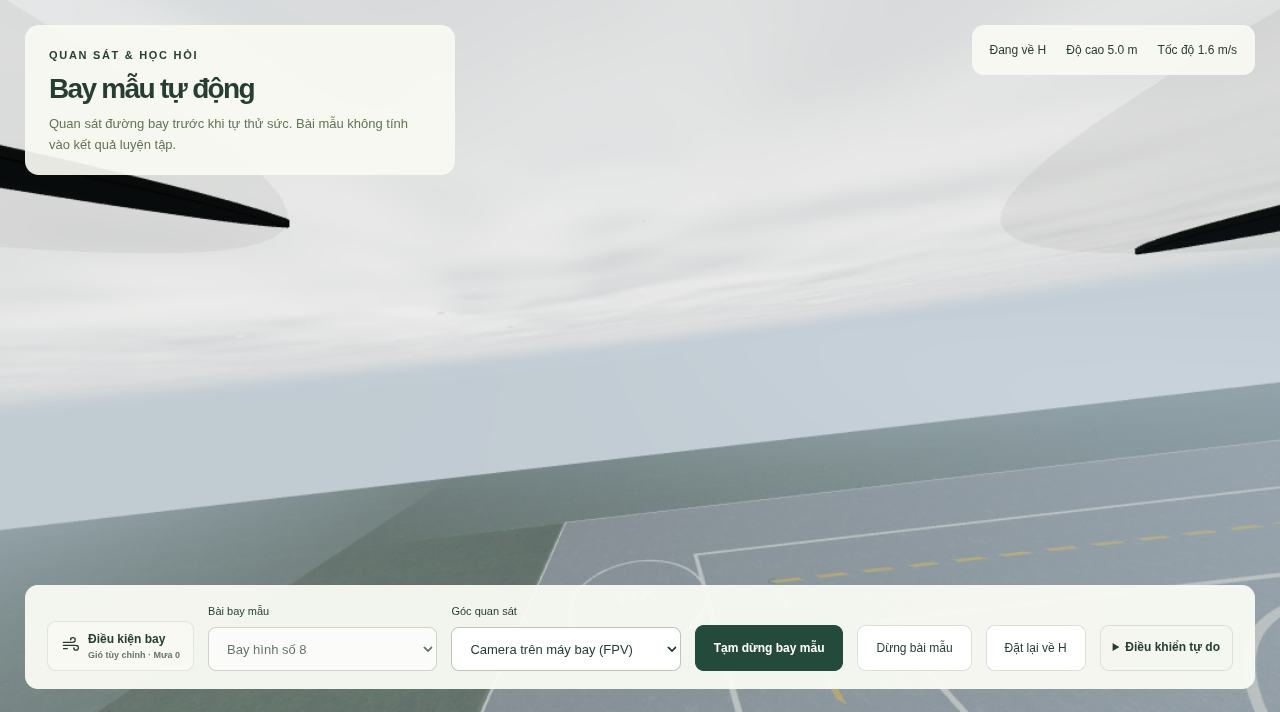 QUAN SÁT & HỌC HỎI
Bay mẫu tự động
Quan sát đường bay trước khi tự thử sức. Bài mẫu không tính
vào kết quả luyện tập.
Đang về H
Độ cao 5.0 m
Tốc độ 1.6 m/s
Điều kiện bay
Gió tùy chỉnh · Mưa 0
Bài bay mẫu
Bay hình số 8
Góc quan sát
Camera trên máy bay (FPV)
Tạm dừng bay mẫu
Dừng bài mẫu
Đặt lại về H
Điều khiển tự do